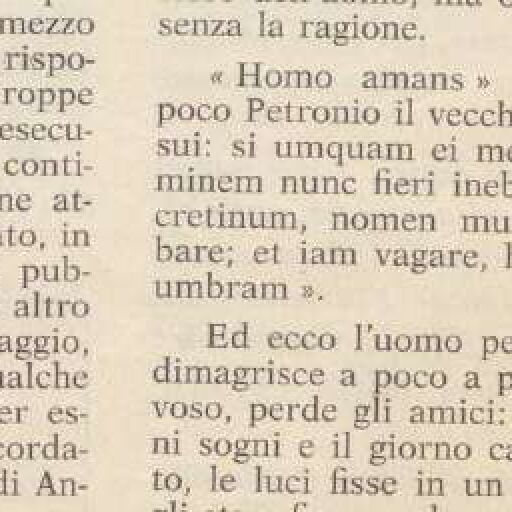 mezzo
rispo-
roppe
esecu-
conti-
ne at-
ato, in
pub-
altro
aggio,
ualche
er es-
corda-
di An-
senza la ragione.
« Homo amans »
poco Petronio il vecch
sui: si umquam ei me
minem nunc fieri ineb
cretinum, nomen mu
bare; et iam vagare, h
umbram ».
Ed ecco l'uomo pe
dimagrisce a poco a p
voso, perde gli amici:
ni sogni e il giorno ca
to, le luci fisse in un